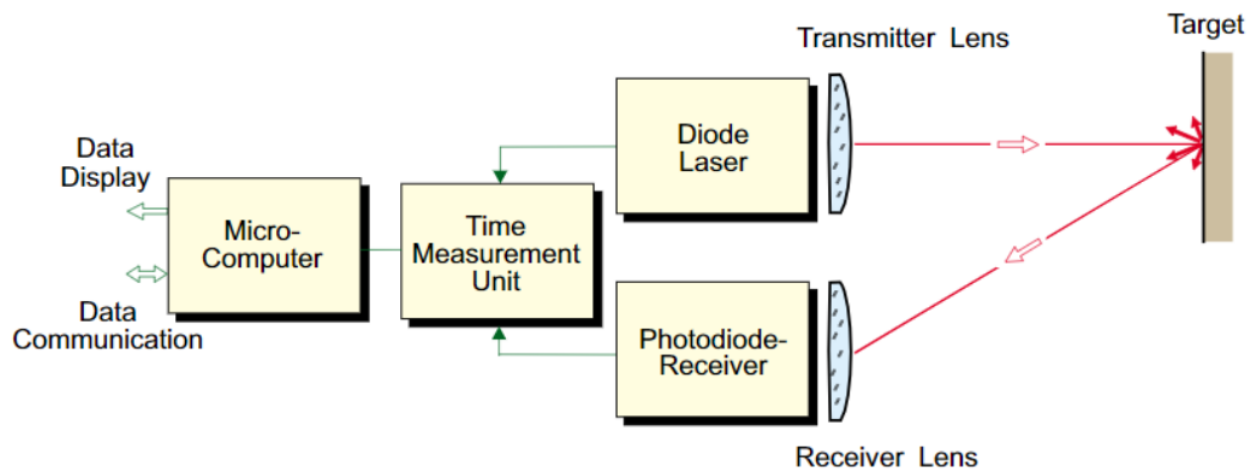 Target
Transmitter Lens
Diode
Laser
Data
Display
Micro-
Computer
Time
Measurement
Unit
Data
Communication
Photodiode-
Receiver
Receiver Lens